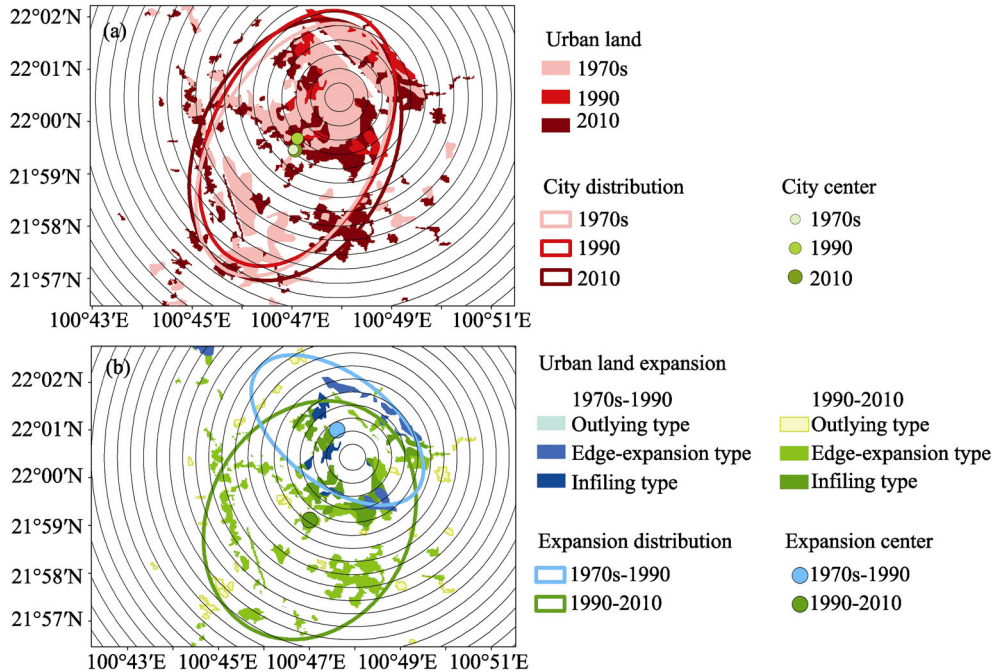 (a)
22°02′N
22°01′N
22°00′N
21°59′N
21°58′N
21°57′N
100°43′E 100°45′E 100°47′E 100°49′E 100°51′E
Urban land
1970s
1990
2010
City distribution
1970s
1990
2010
City center
1970s
1990
2010
(b)
22°02′N
22°01′N
22°00′N
21°59′N
21°58′N
21°57′N
100°43′E 100°45′E 100°47′E 100°49′E 100°51′E
Urban land expansion
1970s-1990
Outlying type
Edge-expansion type
Infiling type
1990-2010
Outlying type
Edge-expansion type
Infiling type
Expansion distribution
1970s-1990
1990-2010
Expansion center
1970s-1990
1990-2010